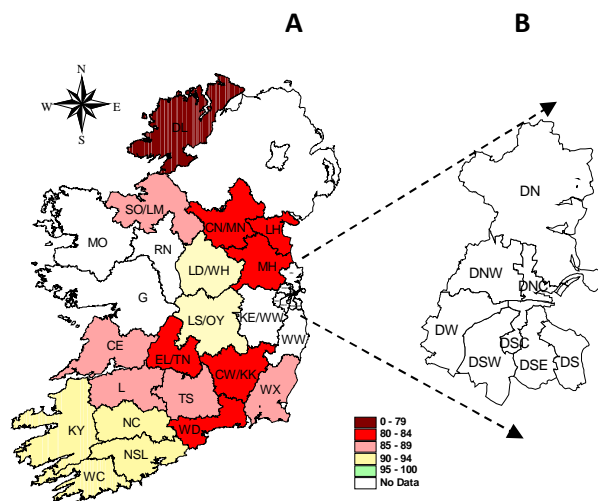 A
B
N
W E
S
DL
SO/LM
CN/MN
LH
MO
RN
LD/WH
MH
G
LS/OY
KE/WW
WW
CE
EL/TN
CW/KK
L
TS
WX
KY
NC
WD
NSL
WC
DN
DNW
DNC
DW
DSC
DSW
DSE
DS
0 - 79
80 - 84
85 - 89
90 - 94
95 - 100
No Data